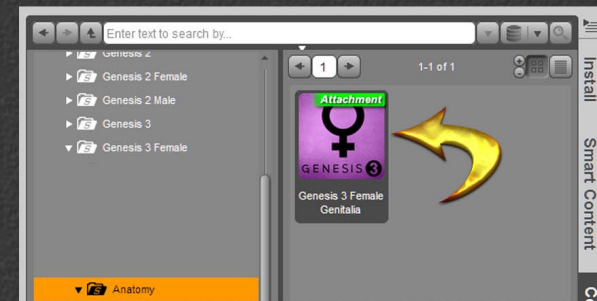 Enter text to search by...
Genesis 2
Genesis 2 Female
Genesis 2 Male
Genesis 3
Genesis 3 Female
Anatomy
1
1-1 of 1
Attachment
GENESIS 3
Genesis 3 Female
Genitalia
Install
Smart Content